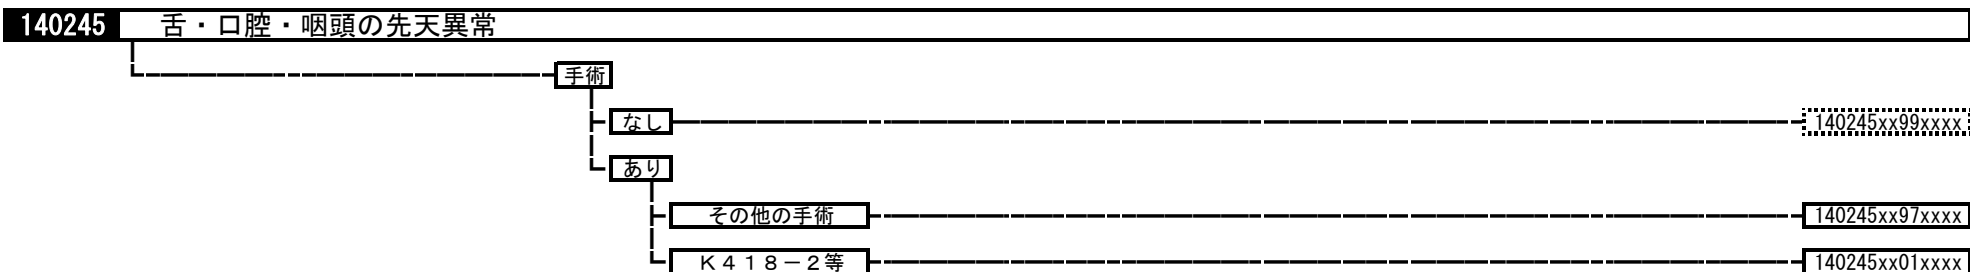 140245 舌・口腔・咽頭の先天異常
手術
なし 140245xx99xxxx
あり
その他の手術 140245xx97xxxx
K418-2等 140245xx01xxxx